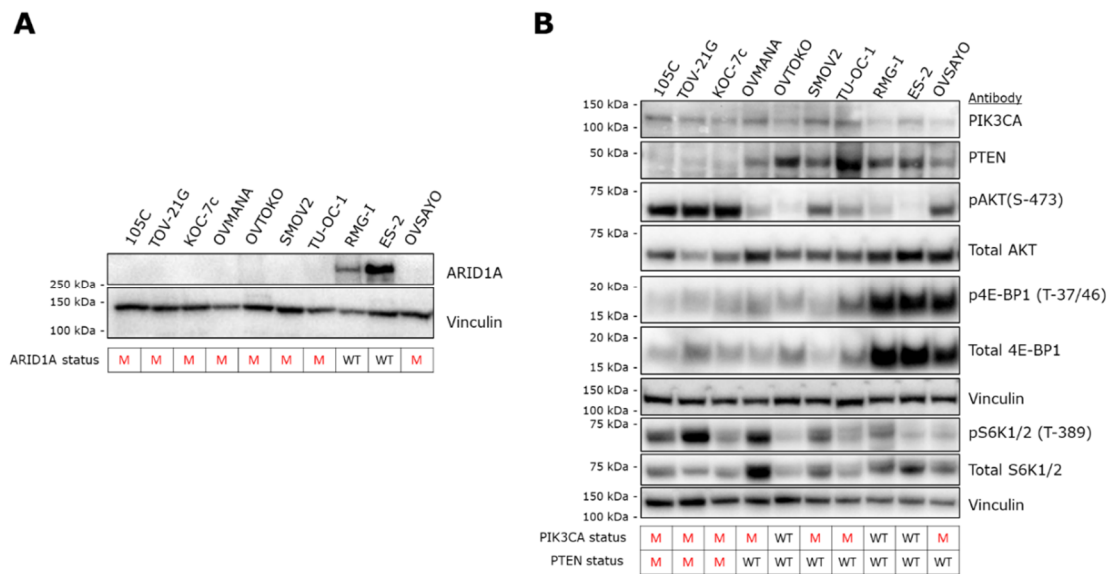 A
105C TOV-21G KOC-7c OVMANA OVTOKO SMOV2 TU-OC-1 RMG-I ES-2 OVSAYO
ARID1A
250 kDa -
150 kDa -
Vinculin
100 kDa -
ARID1A status M M M M M M M WT WT M
B
105C TOV-21G KOC-7c OVMANA OVTOKO SMOV2 TU-OC-1 RMG-I ES-2 OVSAYO
Antibody
150 kDa -
PIK3CA
100 kDa -
50 kDa -
PTEN
75 kDa -
pAKT(S-473)
75 kDa -
Total AKT
20 kDa -
p4E-BP1 (T-37/46)
15 kDa -
20 kDa -
Total 4E-BP1
15 kDa -
150 kDa -
Vinculin
100 kDa -
75 kDa -
pS6K1/2 (T-389)
75 kDa -
Total S6K1/2
150 kDa -
Vinculin
100 kDa -
PIK3CA status M M M M WT M M WT WT M
PTEN status M M M WT WT WT WT WT WT WT